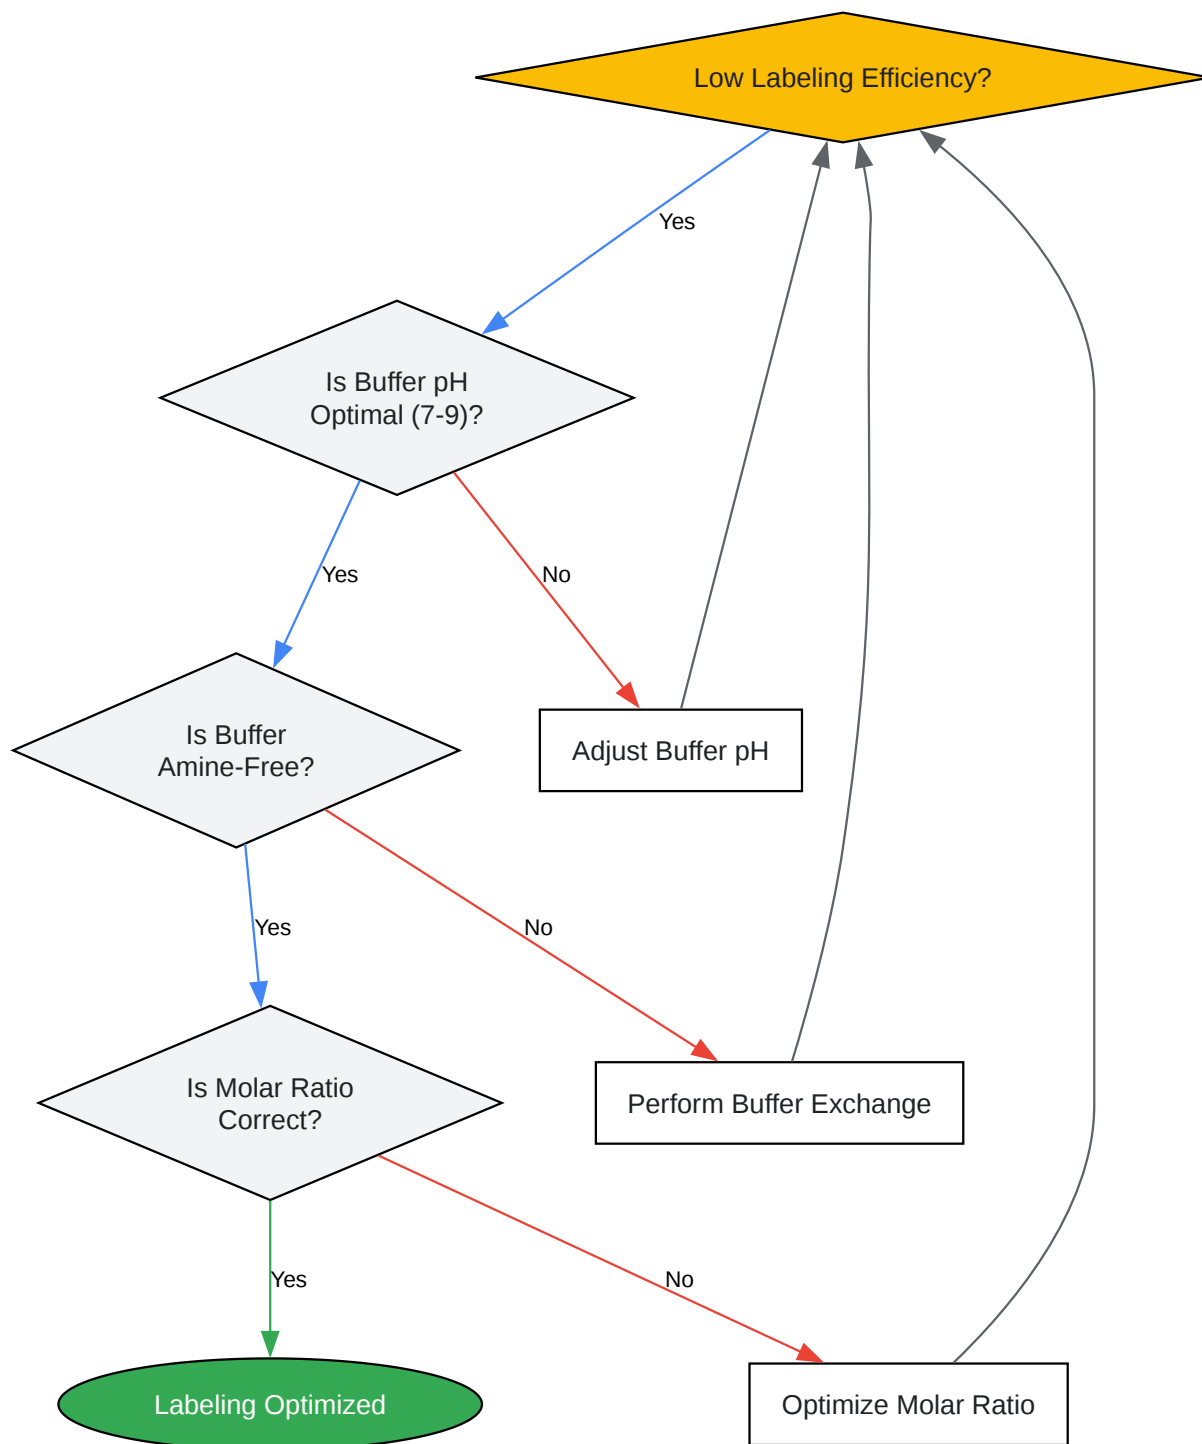 Low Labeling Efficiency?
Yes
Is Buffer pH
Optimal (7-9)?
Yes
No
Is Buffer
Amine-Free?
Adjust Buffer pH
Yes
No
Is Molar Ratio
Correct?
Perform Buffer Exchange
Yes
No
Labeling Optimized
Optimize Molar Ratio